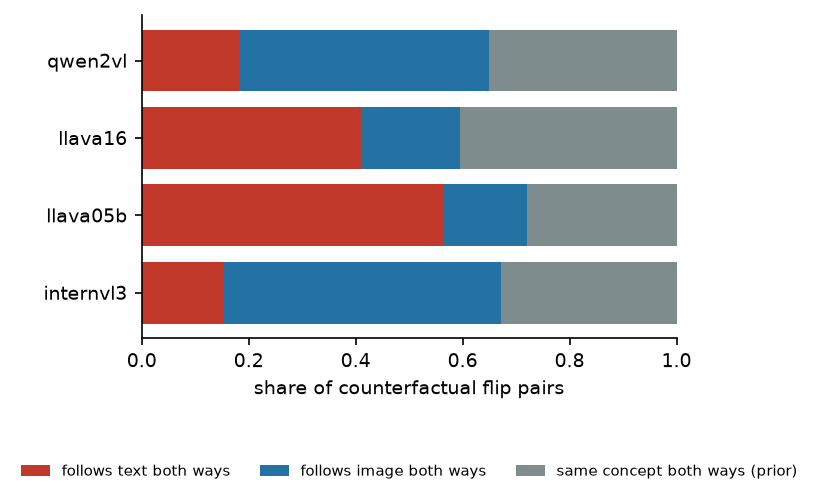 qwen2vl
llava16
llava05b
internvl3
0.0 0.2 0.4 0.6 0.8 1.0
share of counterfactual flip pairs
follows text both ways follows image both ways same concept both ways (prior)